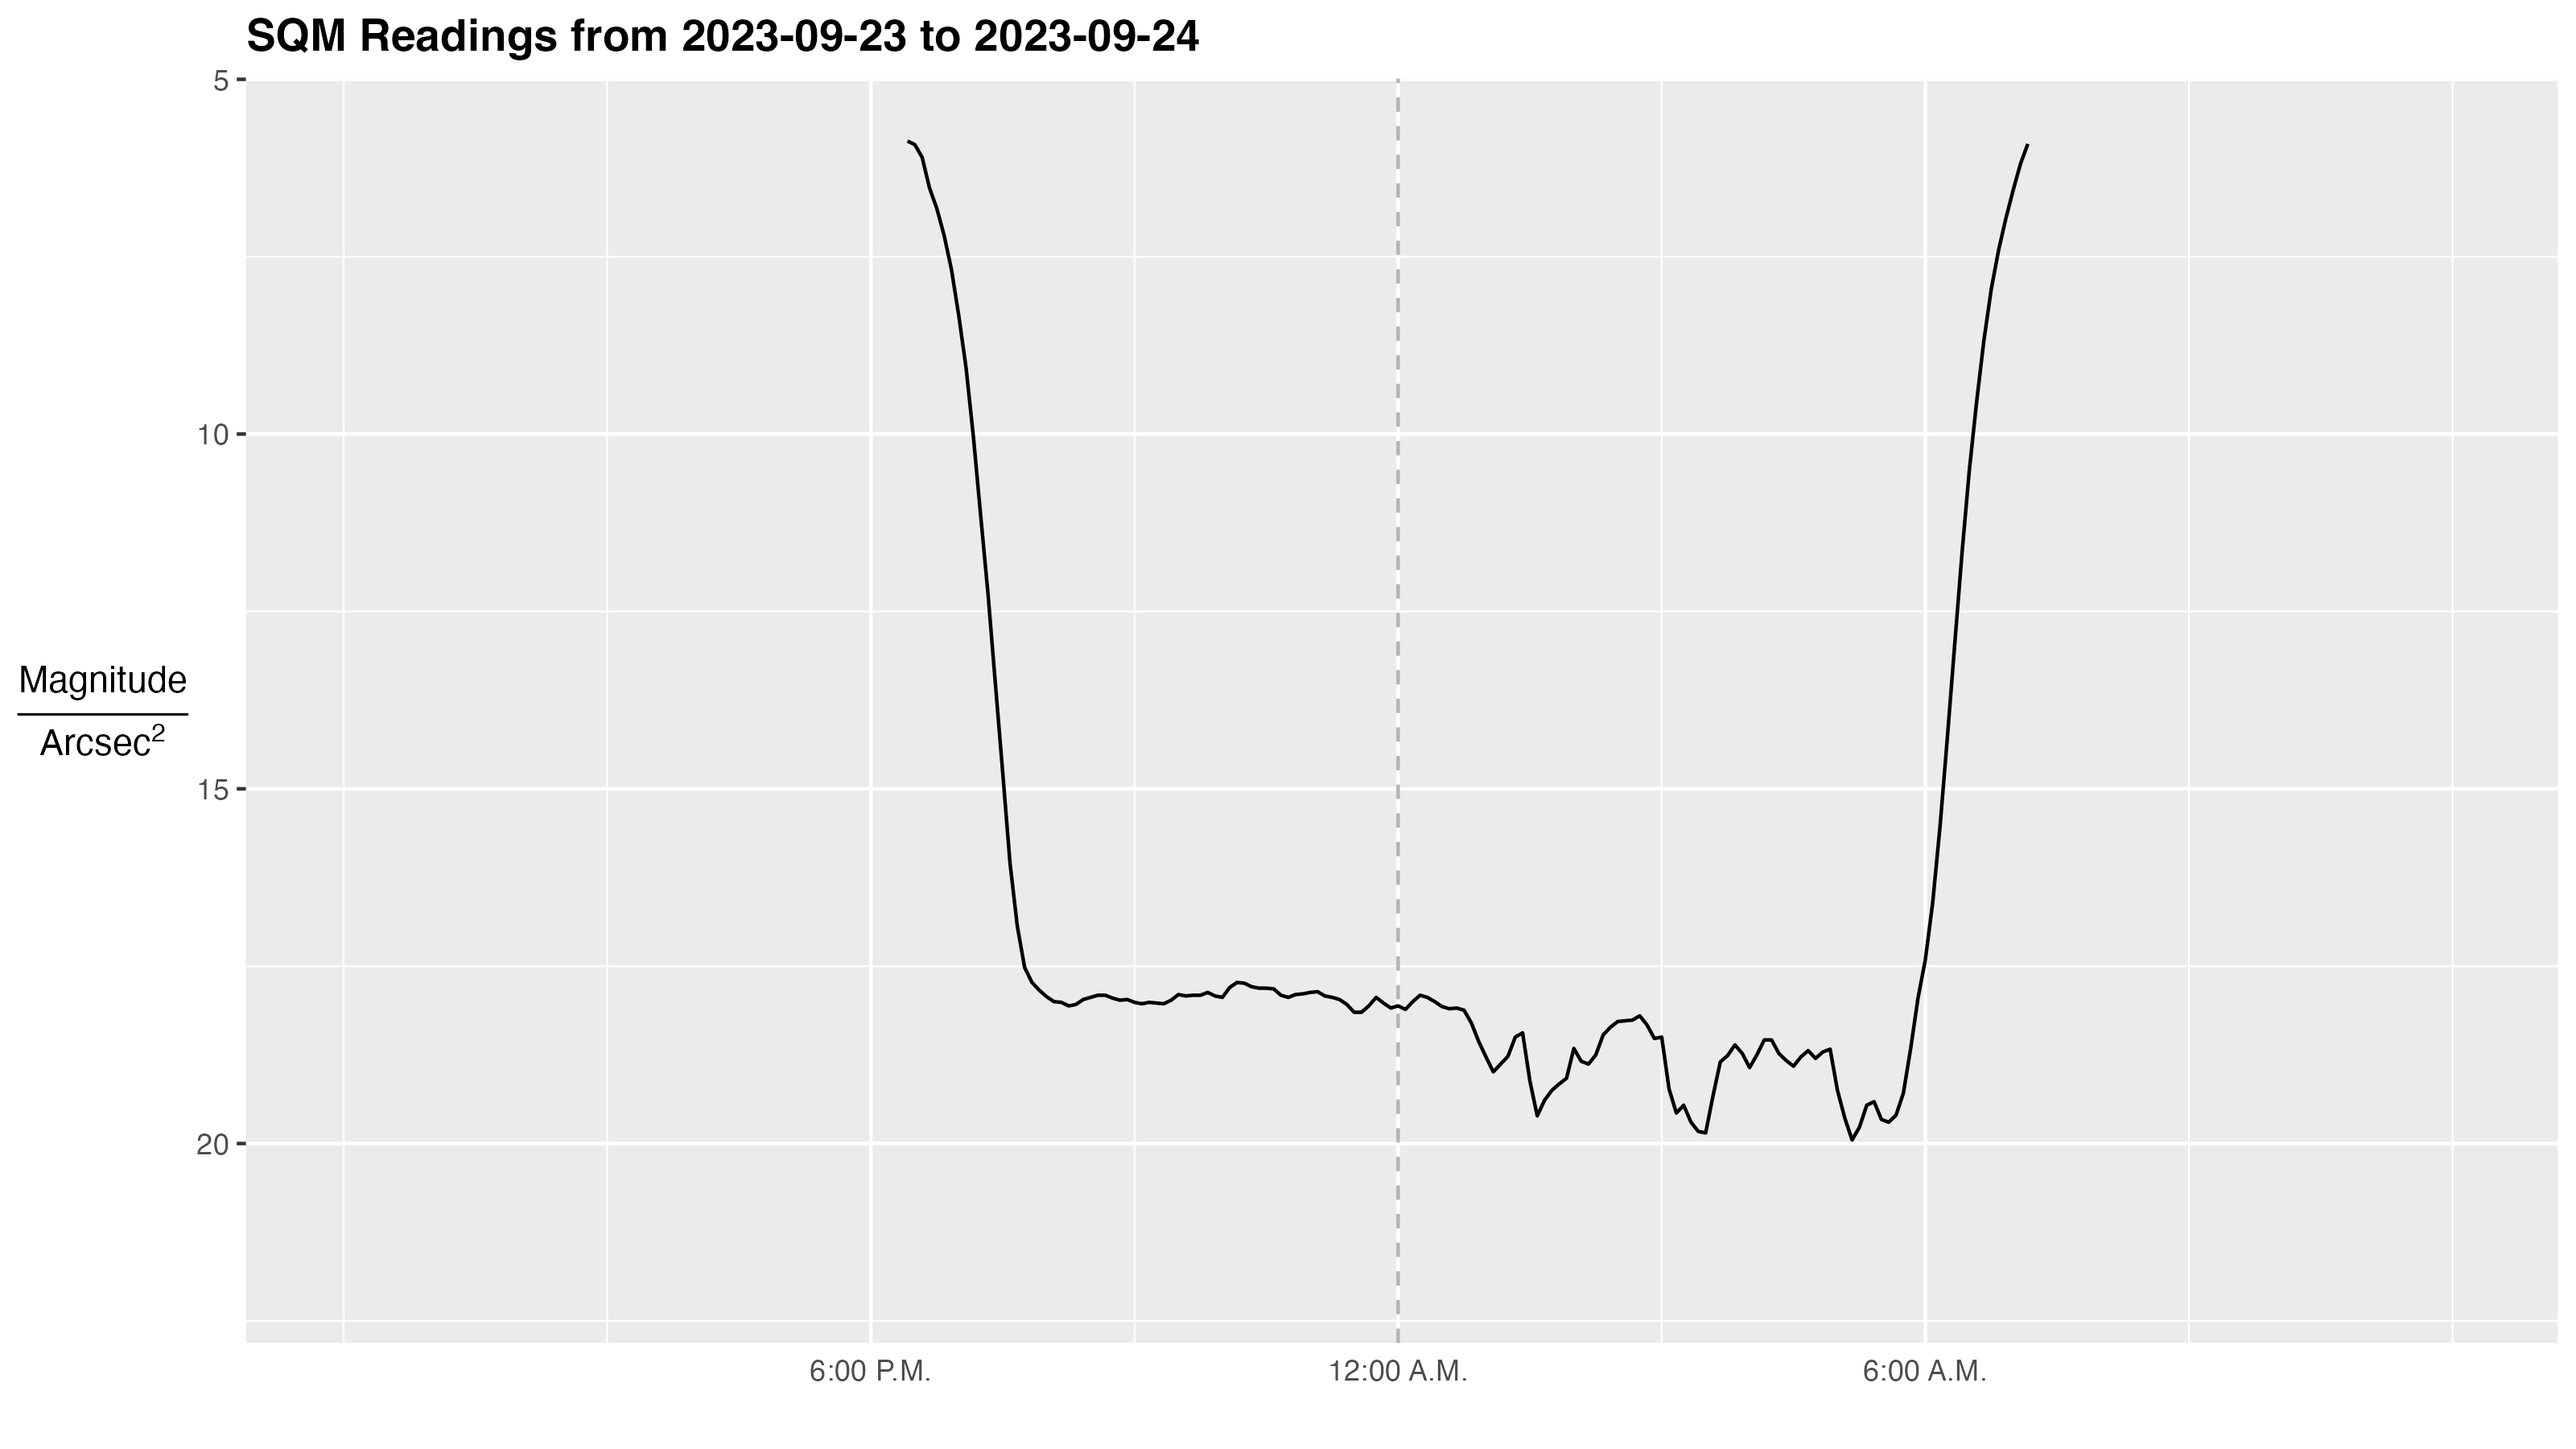 SQM Readings from 2023-09-23 to 2023-09-24
5
10
15
20
Magnitude
Arcsec²
6:00 P.M.
12:00 A.M.
6:00 A.M.